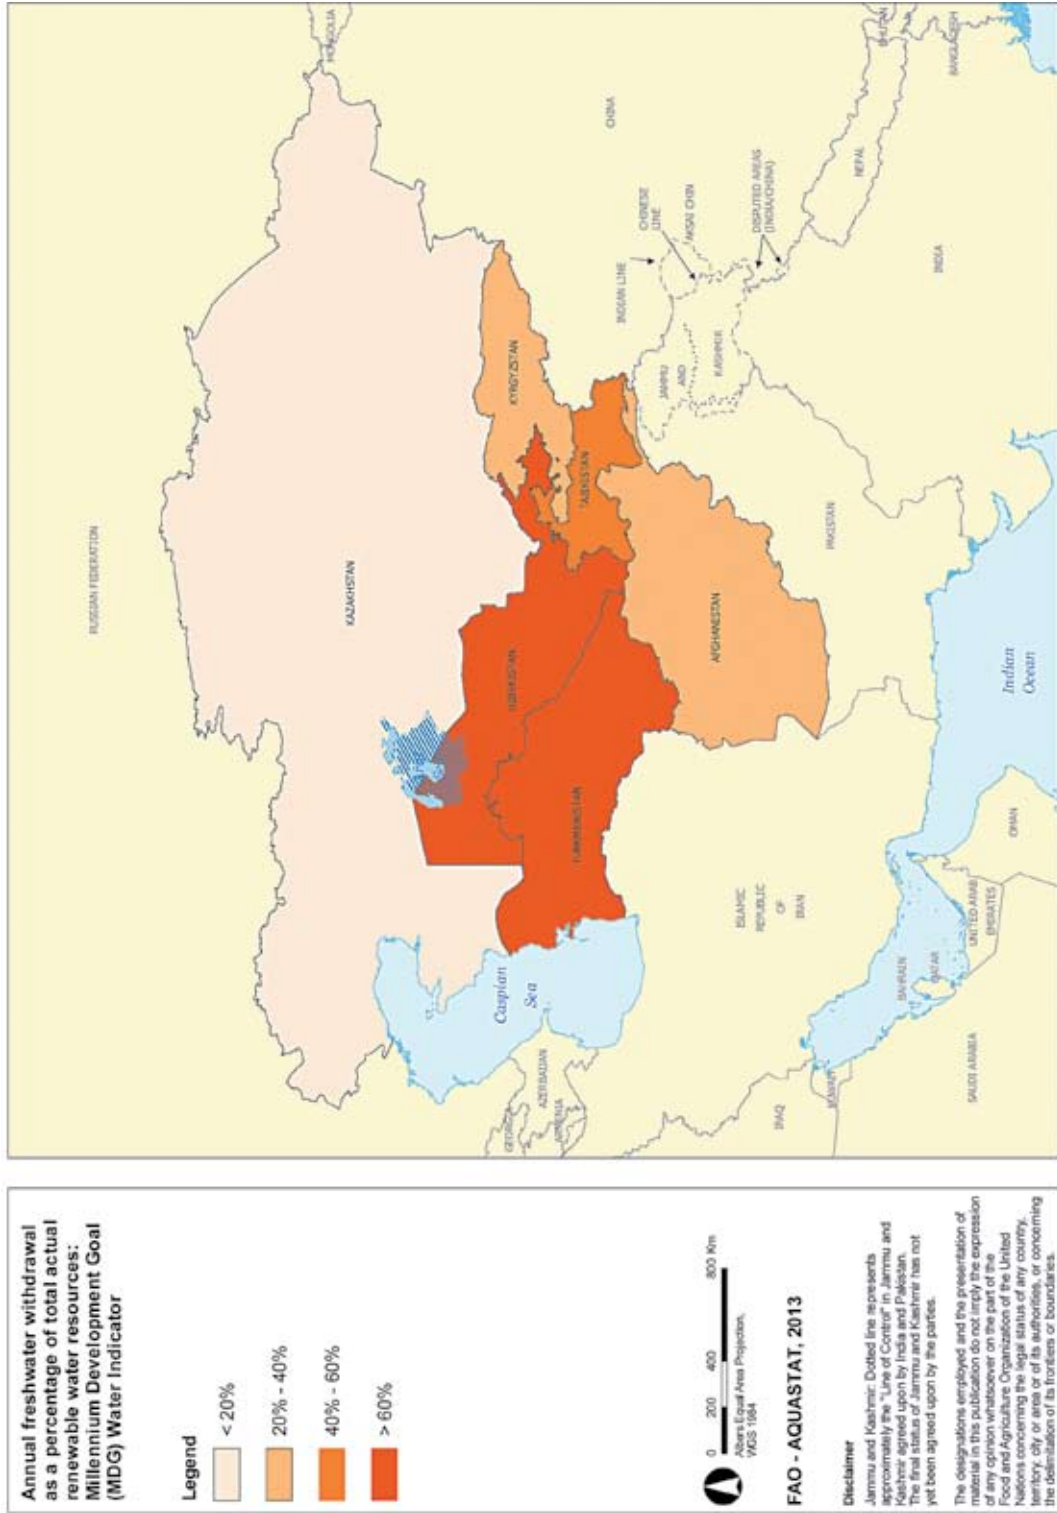 Annual freshwater withdrawal
as a percentage of total actual
renewable water resources:
Millennium Development Goal
(MDG) Water Indicator
Legend
< 20%
20% - 40%
40% - 60%
> 60%
0 200 400 800 Km
Albers Equal Area Projection,
WGS 1984
FAO - AQUASTAT, 2013
Disclaimer
Jammu and Kashmir: Dotted line represents
approximately the "Line of Control" in Jammu and
Kashmir agreed upon by India and Pakistan.
The final status of Jammu and Kashmir has not
yet been agreed upon by the parties.
The designations employed and the presentation of
material in this publication do not imply the expression
of any opinion whatsoever on the part of the
Food and Agriculture Organization of the United
Nations concerning the legal status of any country,
territory, city or area or of its authorities, or concerning
the delimitation of its frontiers or boundaries.
RUSSIAN FEDERATION
MONGOLIA
KAZAKHSTAN
CHINA
KYRGYZSTAN
UZBEKISTAN
TAJIKISTAN
TURKMENISTAN
AFGHANISTAN
Caspian
Sea
GEORGIA
ARMENIA
AZERBAIJAN
INDIAN LINE
CHINESE
LINE
AKSAI CHIN
JAMMU
AND
KASHMIR
DISPUTED AREAS
(INDIA/CHINA)
NEPAL
BHUTAN
BANGLADESH
INDIA
PAKISTAN
ISLAMIC
REPUBLIC
OF
IRAN
IRAQ
KUWAIT
SAUDI ARABIA
BAHRAIN
QATAR
UNITED ARAB
EMIRATES
OMAN
Indian
Ocean